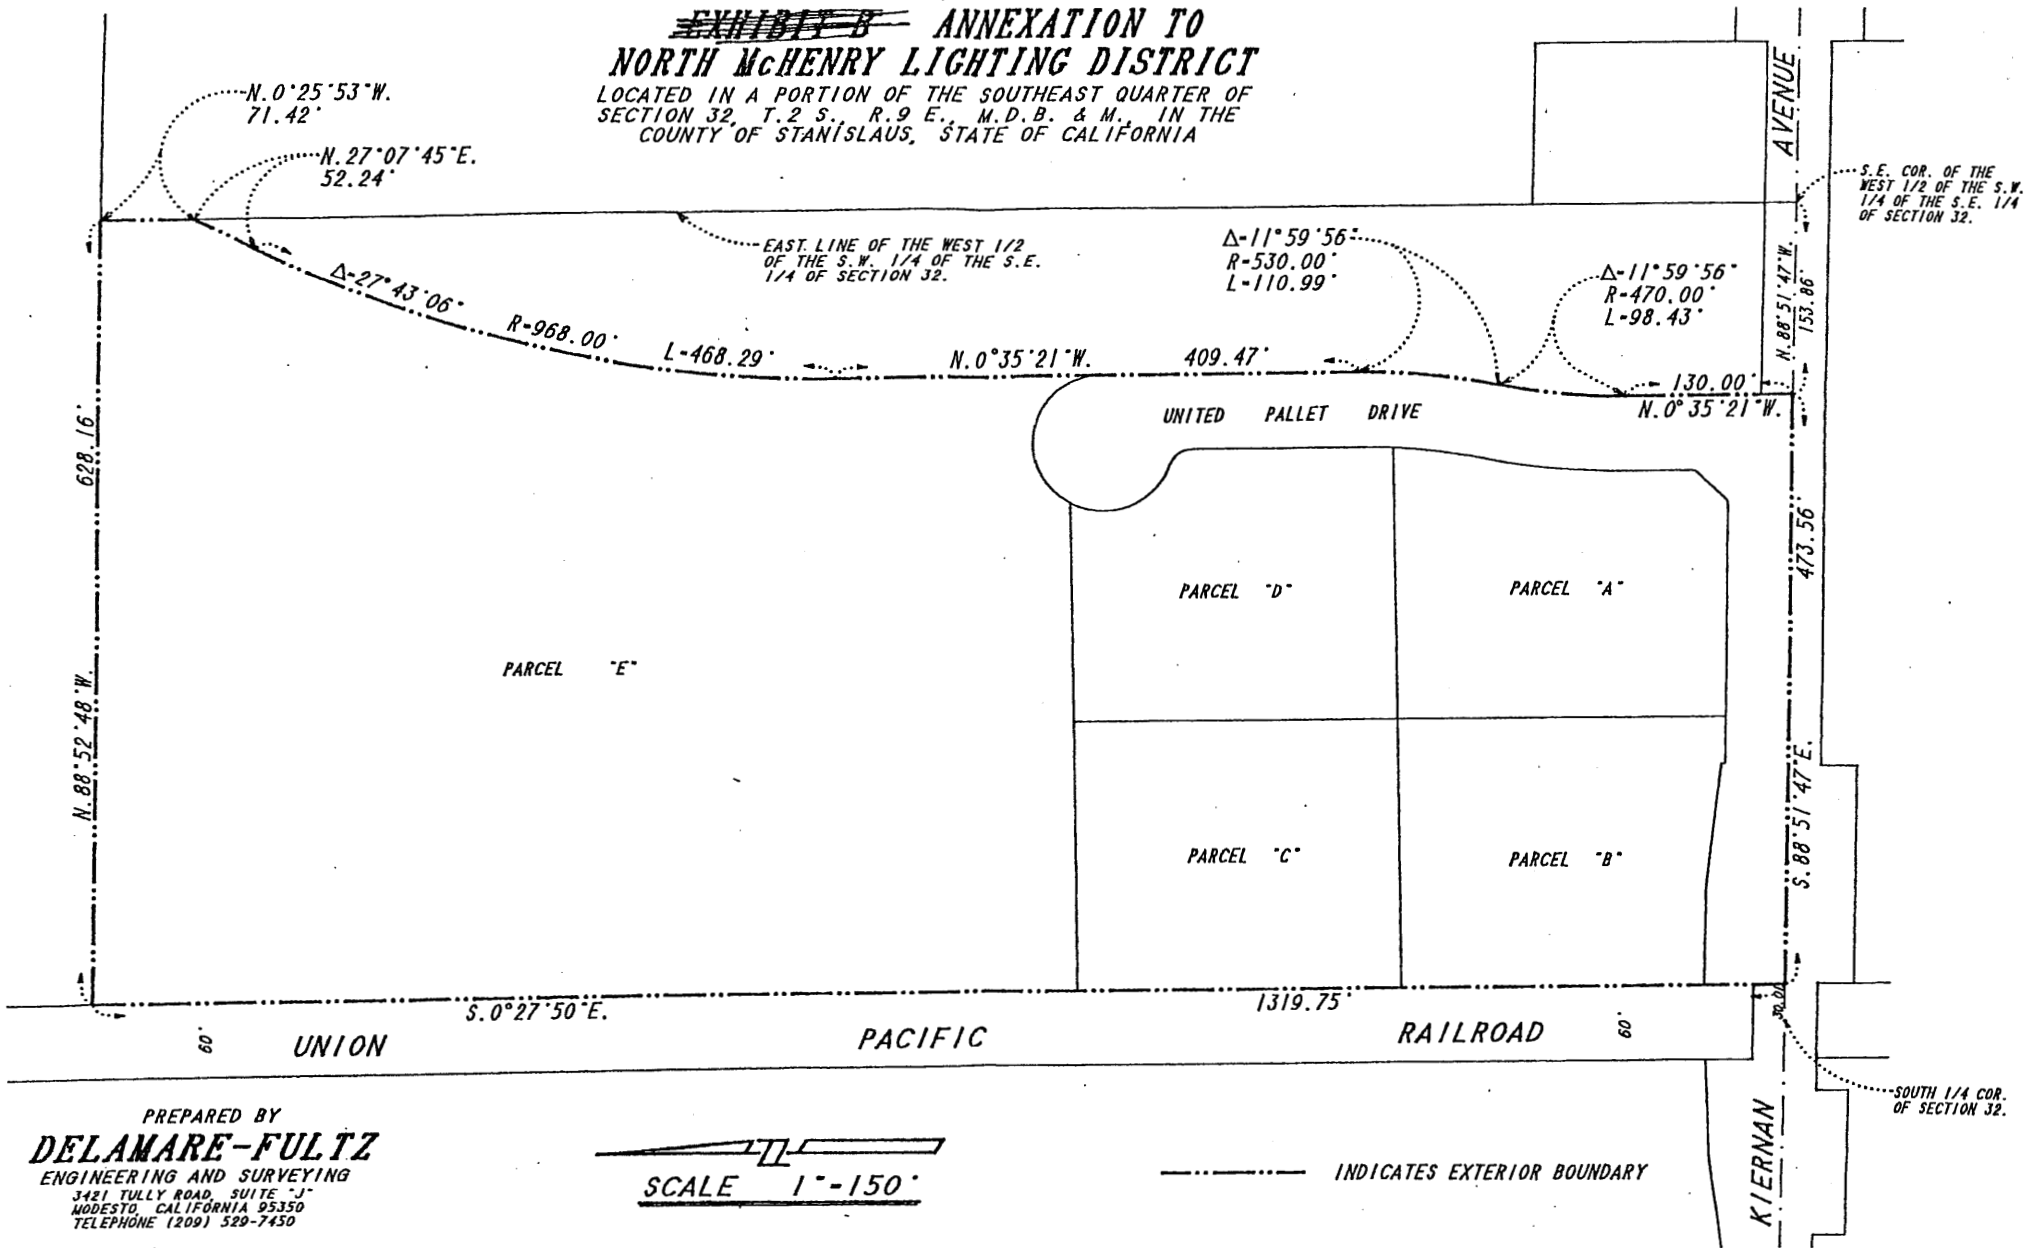 EXHIBIT B ANNEXATION TO
NORTH McHENRY LIGHTING DISTRICT
LOCATED IN A PORTION OF THE SOUTHEAST QUARTER OF
SECTION 32, T.2 S., R.9 E., M.D.B. & M., IN THE
COUNTY OF STANISLAUS, STATE OF CALIFORNIA
N.0°25'53"W.
71.42'
N.27°07'45"E.
52.24'
EAST LINE OF THE WEST 1/2
OF THE S.W. 1/4 OF THE S.E.
1/4 OF SECTION 32.
Δ=27°43'06"
R=968.00'
L=468.29'
N.0°35'21"W.
409.47'
Δ=11°59'56"
R=530.00'
L=110.99'
Δ=11°59'56"
R=470.00'
L=98.43'
130.00'
N.0°35'21"W.
AVENUE
S.E. COR. OF THE
WEST 1/2 OF THE S.W.
1/4 OF THE S.E. 1/4
OF SECTION 32.
N.88°51'47"W.
153.86'
UNITED PALLET DRIVE
628.16'
N.88°52'48"W.
473.56'
S.88°51'47"E.
PARCEL "D"
PARCEL "A"
PARCEL "E"
PARCEL "C"
PARCEL "B"
S.0°27'50"E.
1319.75'
30.01'
60'
UNION PACIFIC RAILROAD
60'
SOUTH 1/4 COR.
OF SECTION 32.
KIERNAN
PREPARED BY
DELAMARE-FULTZ
ENGINEERING AND SURVEYING
3421 TULLY ROAD, SUITE "J"
MODESTO, CALIFORNIA 95350
TELEPHONE (209) 529-7450
SCALE 1"=150'
INDICATES EXTERIOR BOUNDARY